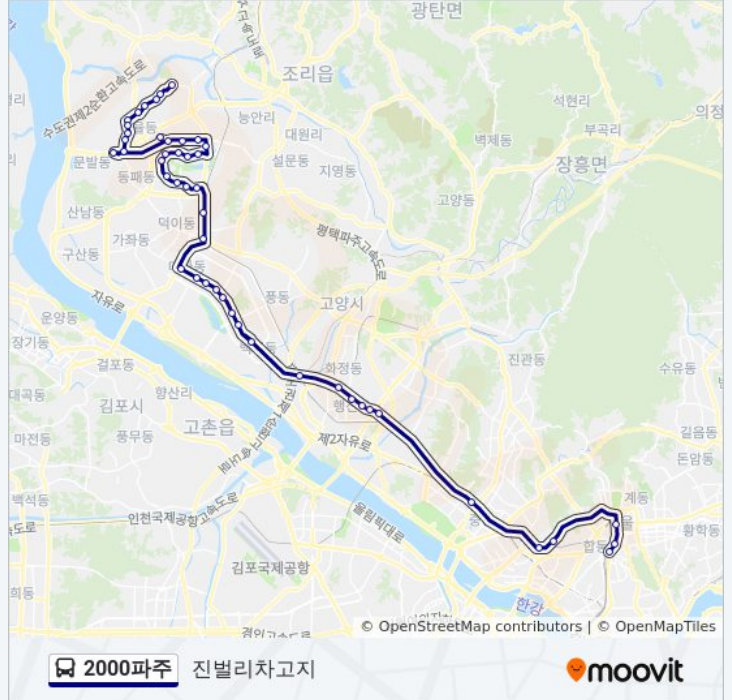 광탄면
조리읍
수도권제2순환고속도로
능안리
석현리
의정
대원리
부곡리
벽제동
문발동
설문동
지영동
장흥면
동패동
고양동
산남동
덕이동
가좌동
평택파주고속도로
구산동
풍동
고양시
자유로
운양동
장기동
걸포동
화정동
진관동
수유동
대곡동
향산리
김포시
고촌읍
풍무동
마전동
제2자유로
길음동
돈암동
백석동
계동
인천국제공항고속도로
올림픽대로
황학동
김포국제공항
한강
© OpenStreetMap contributors | © OpenMapTiles
2000파주 진벌리차고지
moovit